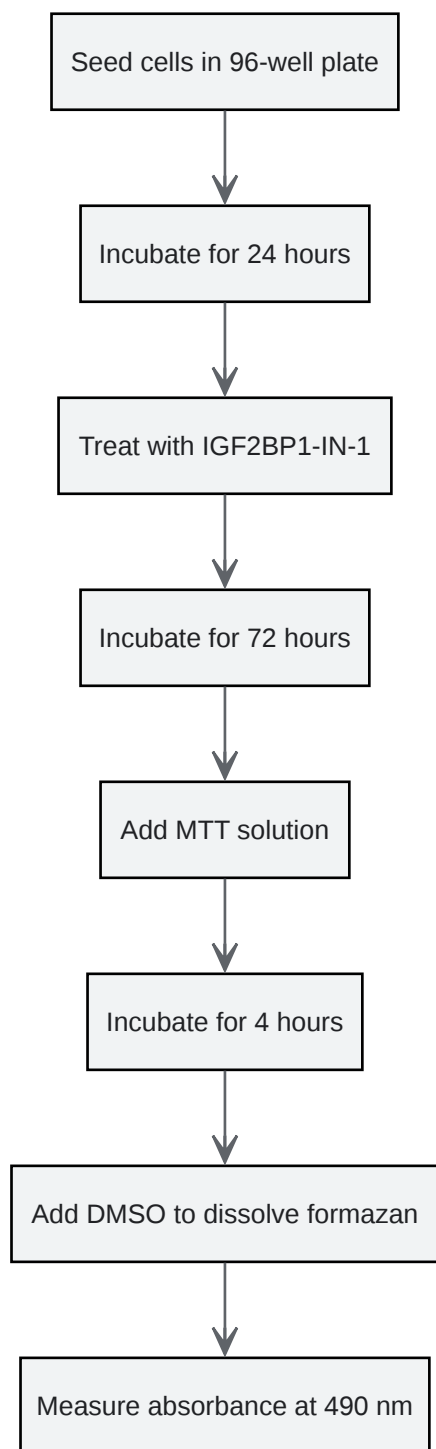 Seed cells in 96-well plate
Incubate for 24 hours
Treat with IGF2BP1-IN-1
Incubate for 72 hours
Add MTT solution
Incubate for 4 hours
Add DMSO to dissolve formazan
Measure absorbance at 490 nm